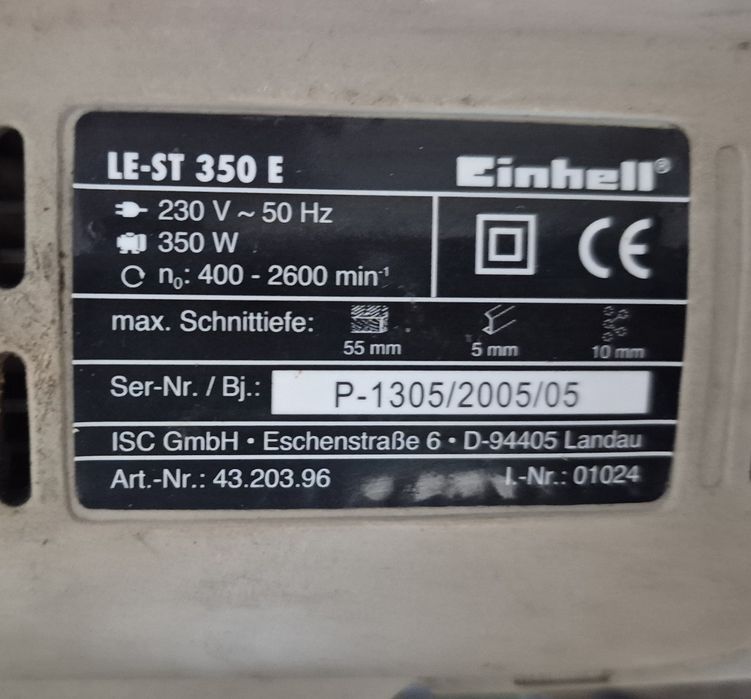 LE-ST 350 E Einhell®
230 V ~ 50 Hz
350 W
n₀: 400 - 2600 min⁻¹
CE
max. Schnittiefe:
55 mm 5 mm 10 mm
Ser-Nr. / Bj.: P-1305/2005/05
ISC GmbH • Eschenstraße 6 • D-94405 Landau
Art.-Nr.: 43.203.96 I.-Nr.: 01024